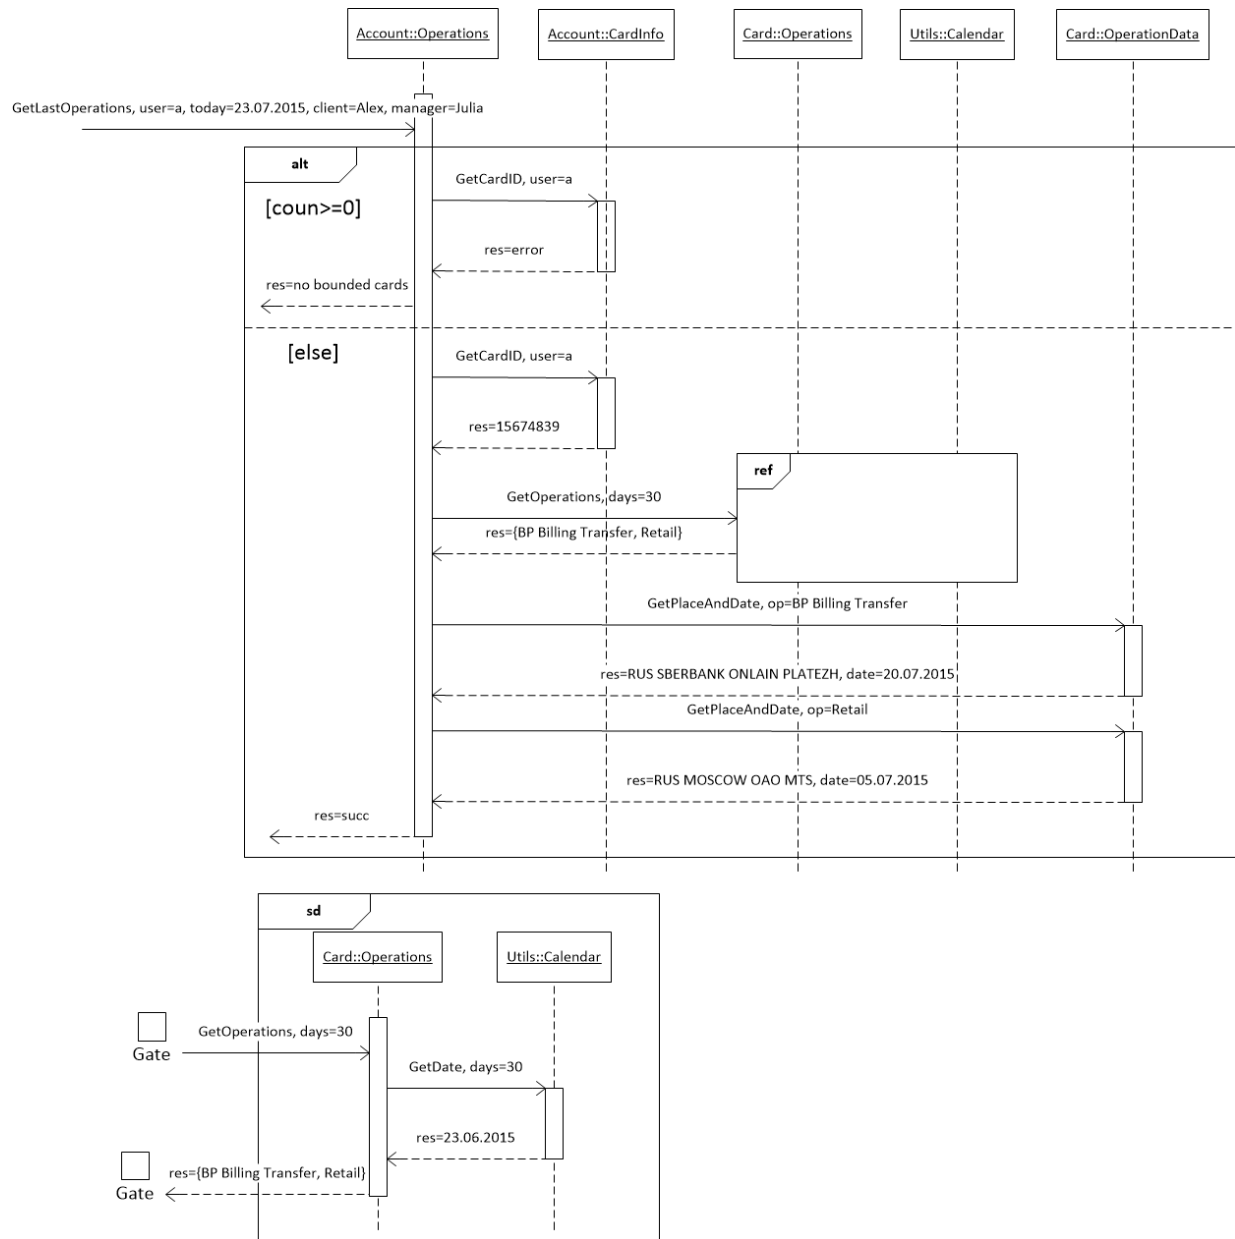 Account::Operations
Account::CardInfo
Card::Operations
Utils::Calendar
Card::OperationData
GetLastOperations, user=a, today=23.07.2015, client=Alex, manager=Julia
alt
[coun>=0]
GetCardID, user=a
res=error
res=no bounded cards
[else]
GetCardID, user=a
res=15674839
ref
GetOperations, days=30
res={BP Billing Transfer, Retail}
GetPlaceAndDate, op=BP Billing Transfer
res=RUS SBERBANK ONLAIN PLATEZH, date=20.07.2015
GetPlaceAndDate, op=Retail
res=RUS MOSCOW OAO MTS, date=05.07.2015
res=succ
sd
Card::Operations
Utils::Calendar
GetOperations, days=30
Gate
GetDate, days=30
res=23.06.2015
res={BP Billing Transfer, Retail}
Gate